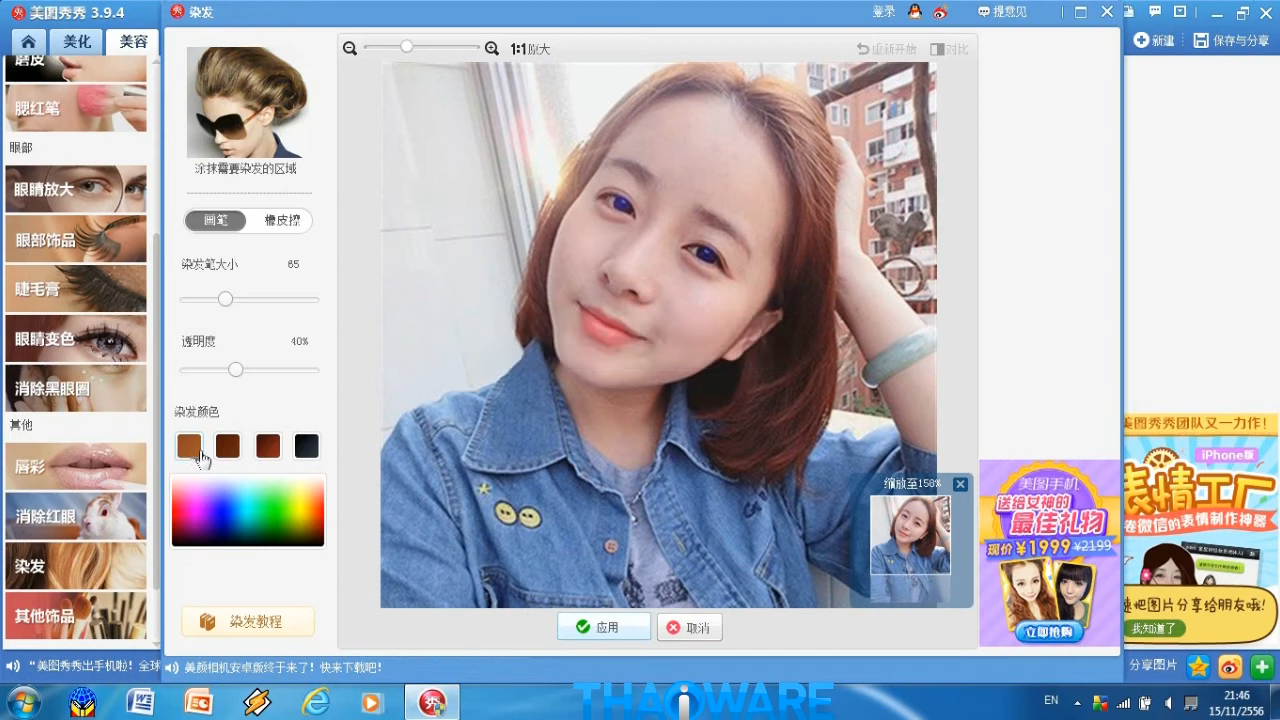 美图秀秀 3.9.4
美化
美容
磨皮
腮红笔
眼部
眼睛放大
眼部饰品
睫毛膏
眼睛变色
消除黑眼圈
其他
唇彩
消除红眼
染发
其他饰品
“美图秀秀出手机啦！全球
染发
登录
提意见
涂抹需要染发的区域
画笔
橡皮擦
染发笔大小
65
透明度
40%
染发颜色
染发教程
1:1原大
重新开始
对比
缩放至158%
应用
取消
美颜相机安卓版终于来了！快来下载吧!
新建
保存与分享
美图手机
送给女神的
最佳礼物
现价¥1999 ¥2199
立即抢购
美图秀秀团队又一力作!
iPhone版
表情工厂
卷微信的表情制作神器
速把图片分享给朋友哦!
我知道了
分享图片
THAIWARE
EN
21:46
15/11/2556